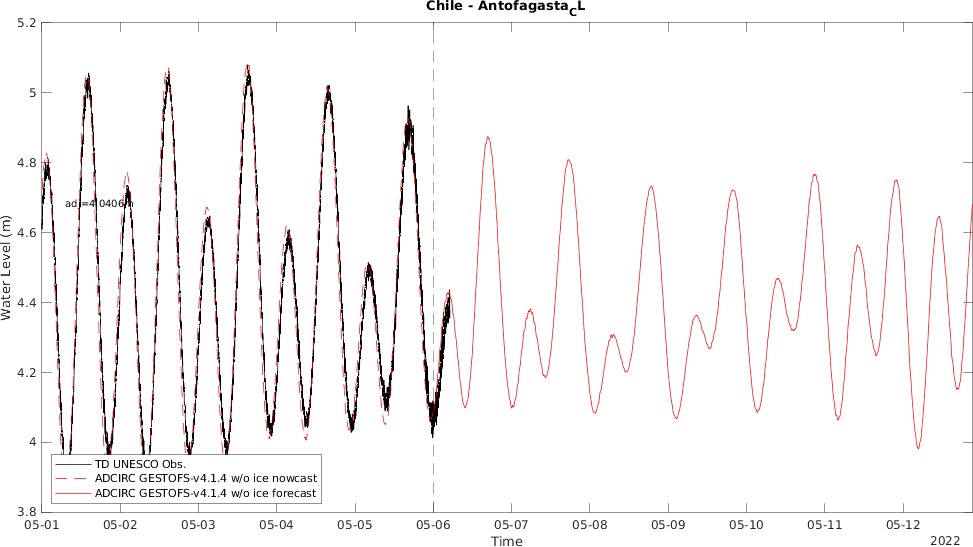 Chile - Antofagasta_CL
5.2
5
4.8
4.6
4.4
4.2
4
3.8
Water Level (m)
TD UNESCO Obs.
ADCIRC GESTOFS-v4.1.4 w/o ice nowcast
ADCIRC GESTOFS-v4.1.4 w/o ice forecast
05-01 05-02 05-03 05-04 05-05 05-06 05-07 05-08 05-09 05-10 05-11 05-12
Time
2022